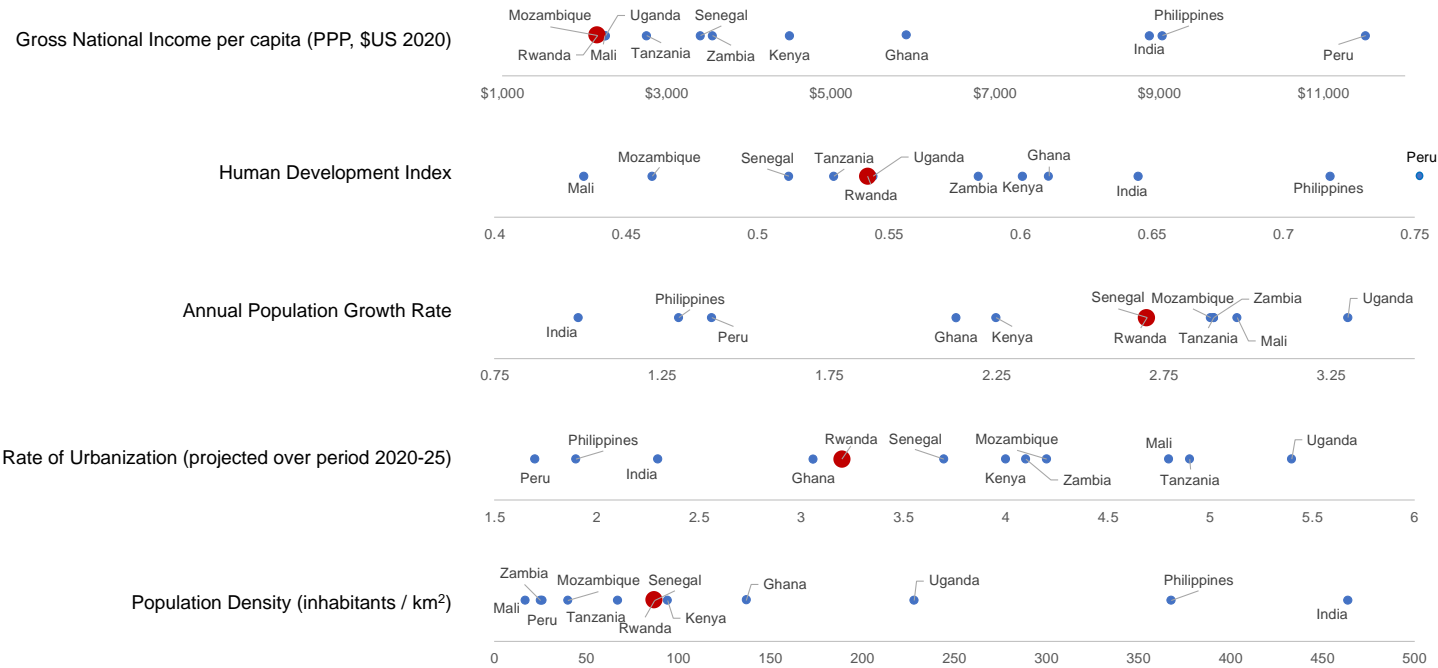 Mozambique Uganda Senegal Philippines
Gross National Income per capita (PPP, $US 2020)
Rwanda Mali Tanzania Zambia Kenya Ghana India Peru
$1,000 $3,000 $5,000 $7,000 $9,000 $11,000
Mozambique Senegal Tanzania Uganda Ghana Peru
Human Development Index
Mali Rwanda Zambia Kenya India Philippines
0.4 0.45 0.5 0.55 0.6 0.65 0.7 0.75
Philippines Senegal Mozambique Zambia Uganda
Annual Population Growth Rate
India Peru Ghana Kenya Rwanda Tanzania Mali
0.75 1.25 1.75 2.25 2.75 3.25
Philippines Rwanda Senegal Mozambique Mali Uganda
Rate of Urbanization (projected over period 2020-25)
Peru India Ghana Kenya Zambia Tanzania
1.5 2 2.5 3 3.5 4 4.5 5 5.5 6
Zambia Mozambique Senegal Ghana Uganda Philippines
Population Density (inhabitants / km²)
Mali Peru Tanzania Rwanda Kenya India
0 50 100 150 200 250 300 350 400 450 500